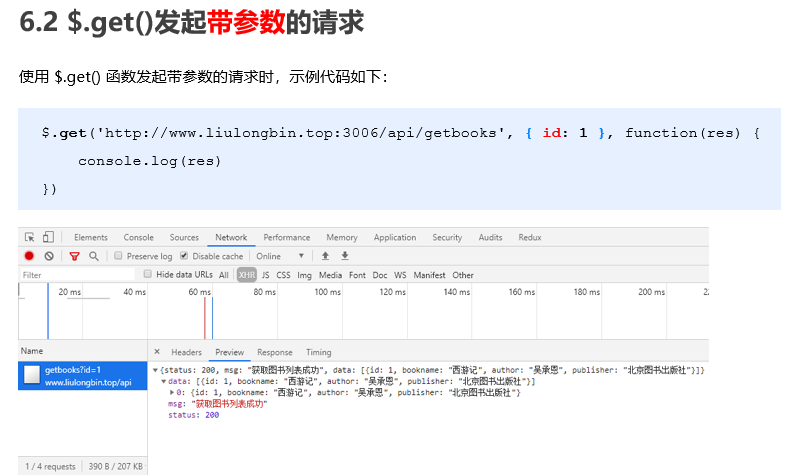 6.2 $.get()发起带参数的请求
使用 $.get() 函数发起带参数的请求时，示例代码如下：
$.get('http://www.liulongbin.top:3006/api/getbooks', { id: 1 }, function(res) {
console.log(res)
})
Elements Console Sources Network Performance Memory Application Security Audits Redux
Preserve log Disable cache Online
Filter Hide data URLs All XHR JS CSS Img Media Font Doc WS Manifest Other
20 ms 40 ms 60 ms 80 ms 100 ms 120 ms 140 ms 160 ms 180 ms 200 ms 22
Name × Headers Preview Response Timing
getbooks?id=1
www.liulongbin.top/api
{status: 200, msg: "获取图书列表成功", data: [{id: 1, bookname: "西游记", author: "吴承恩", publisher: "北京图书出版社"}]}
data: [{id: 1, bookname: "西游记", author: "吴承恩", publisher: "北京图书出版社"}]
0: {id: 1, bookname: "西游记", author: "吴承恩", publisher: "北京图书出版社"}
msg: "获取图书列表成功"
status: 200
1 / 4 requests 390 B / 207 KB